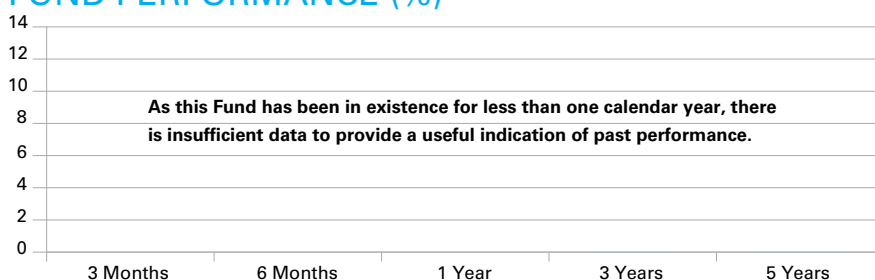 FUND PERFORMANCE (%)
14
12
10
As this Fund has been in existence for less than one calendar year, there
8
is insufficient data to provide a useful indication of past performance.
6
4
2
0
3 Months 6 Months 1 Year 3 Years 5 Years